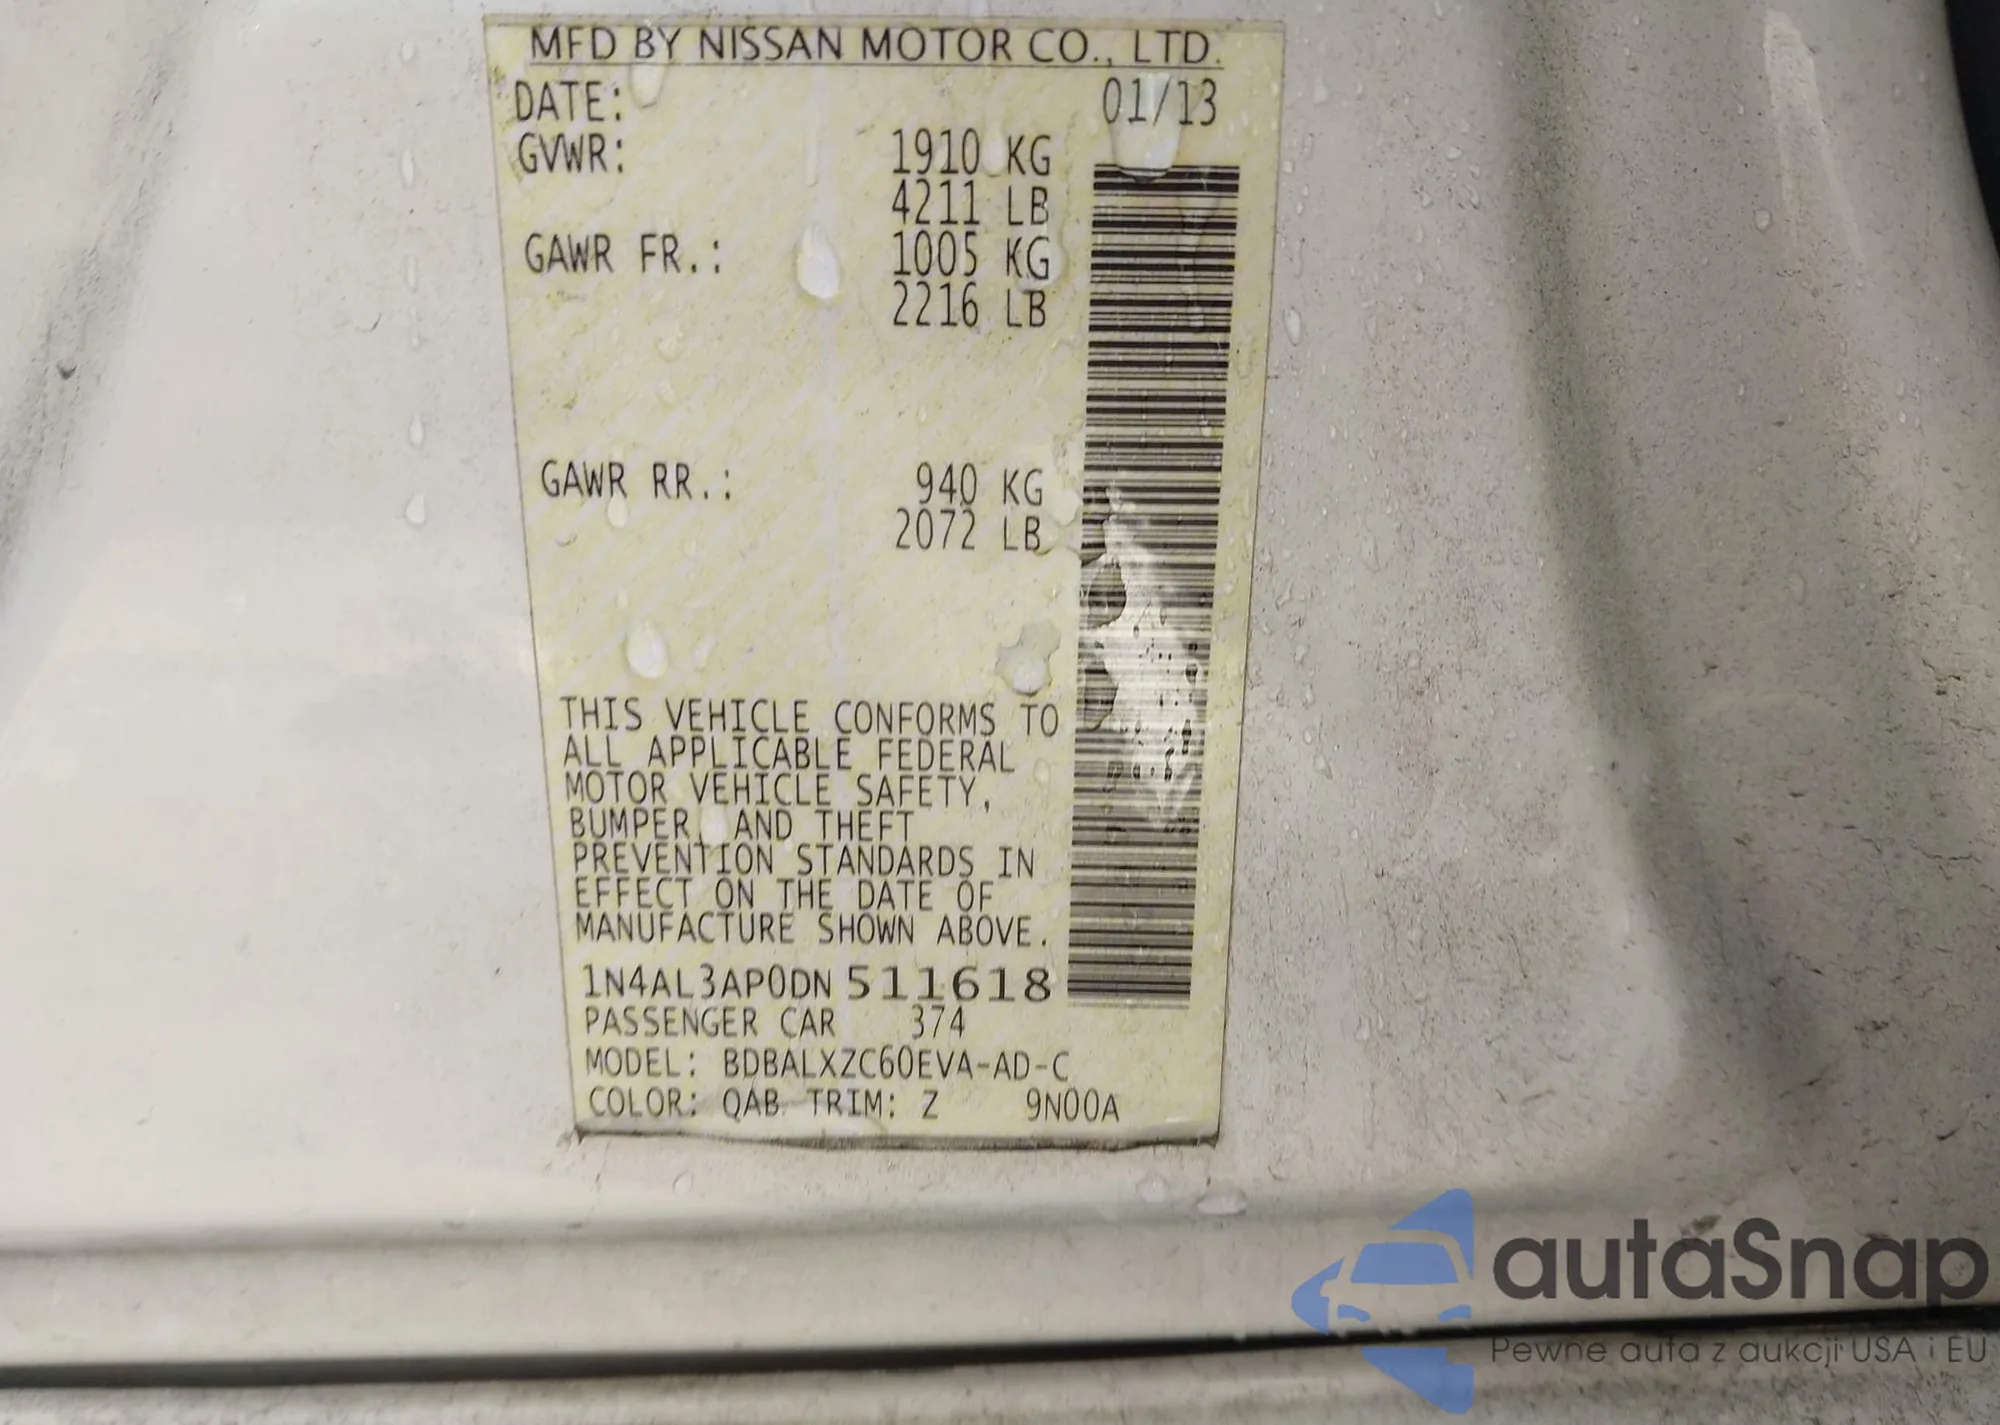 MFD BY NISSAN MOTOR CO., LTD.
DATE: 01/13
GVWR: 1910 KG
4211 LB
GAWR FR.: 1005 KG
2216 LB
GAWR RR.: 940 KG
2072 LB
THIS VEHICLE CONFORMS TO
ALL APPLICABLE FEDERAL
MOTOR VEHICLE SAFETY,
BUMPER, AND THEFT
PREVENTION STANDARDS IN
EFFECT ON THE DATE OF
MANUFACTURE SHOWN ABOVE.
1N4AL3AP0DN 511618
PASSENGER CAR 374
MODEL: BDBALXZC60EVA-AD-C
COLOR: QAB TRIM: Z 9N00A
autaSnap
Pewne auta z aukcji USA i EU